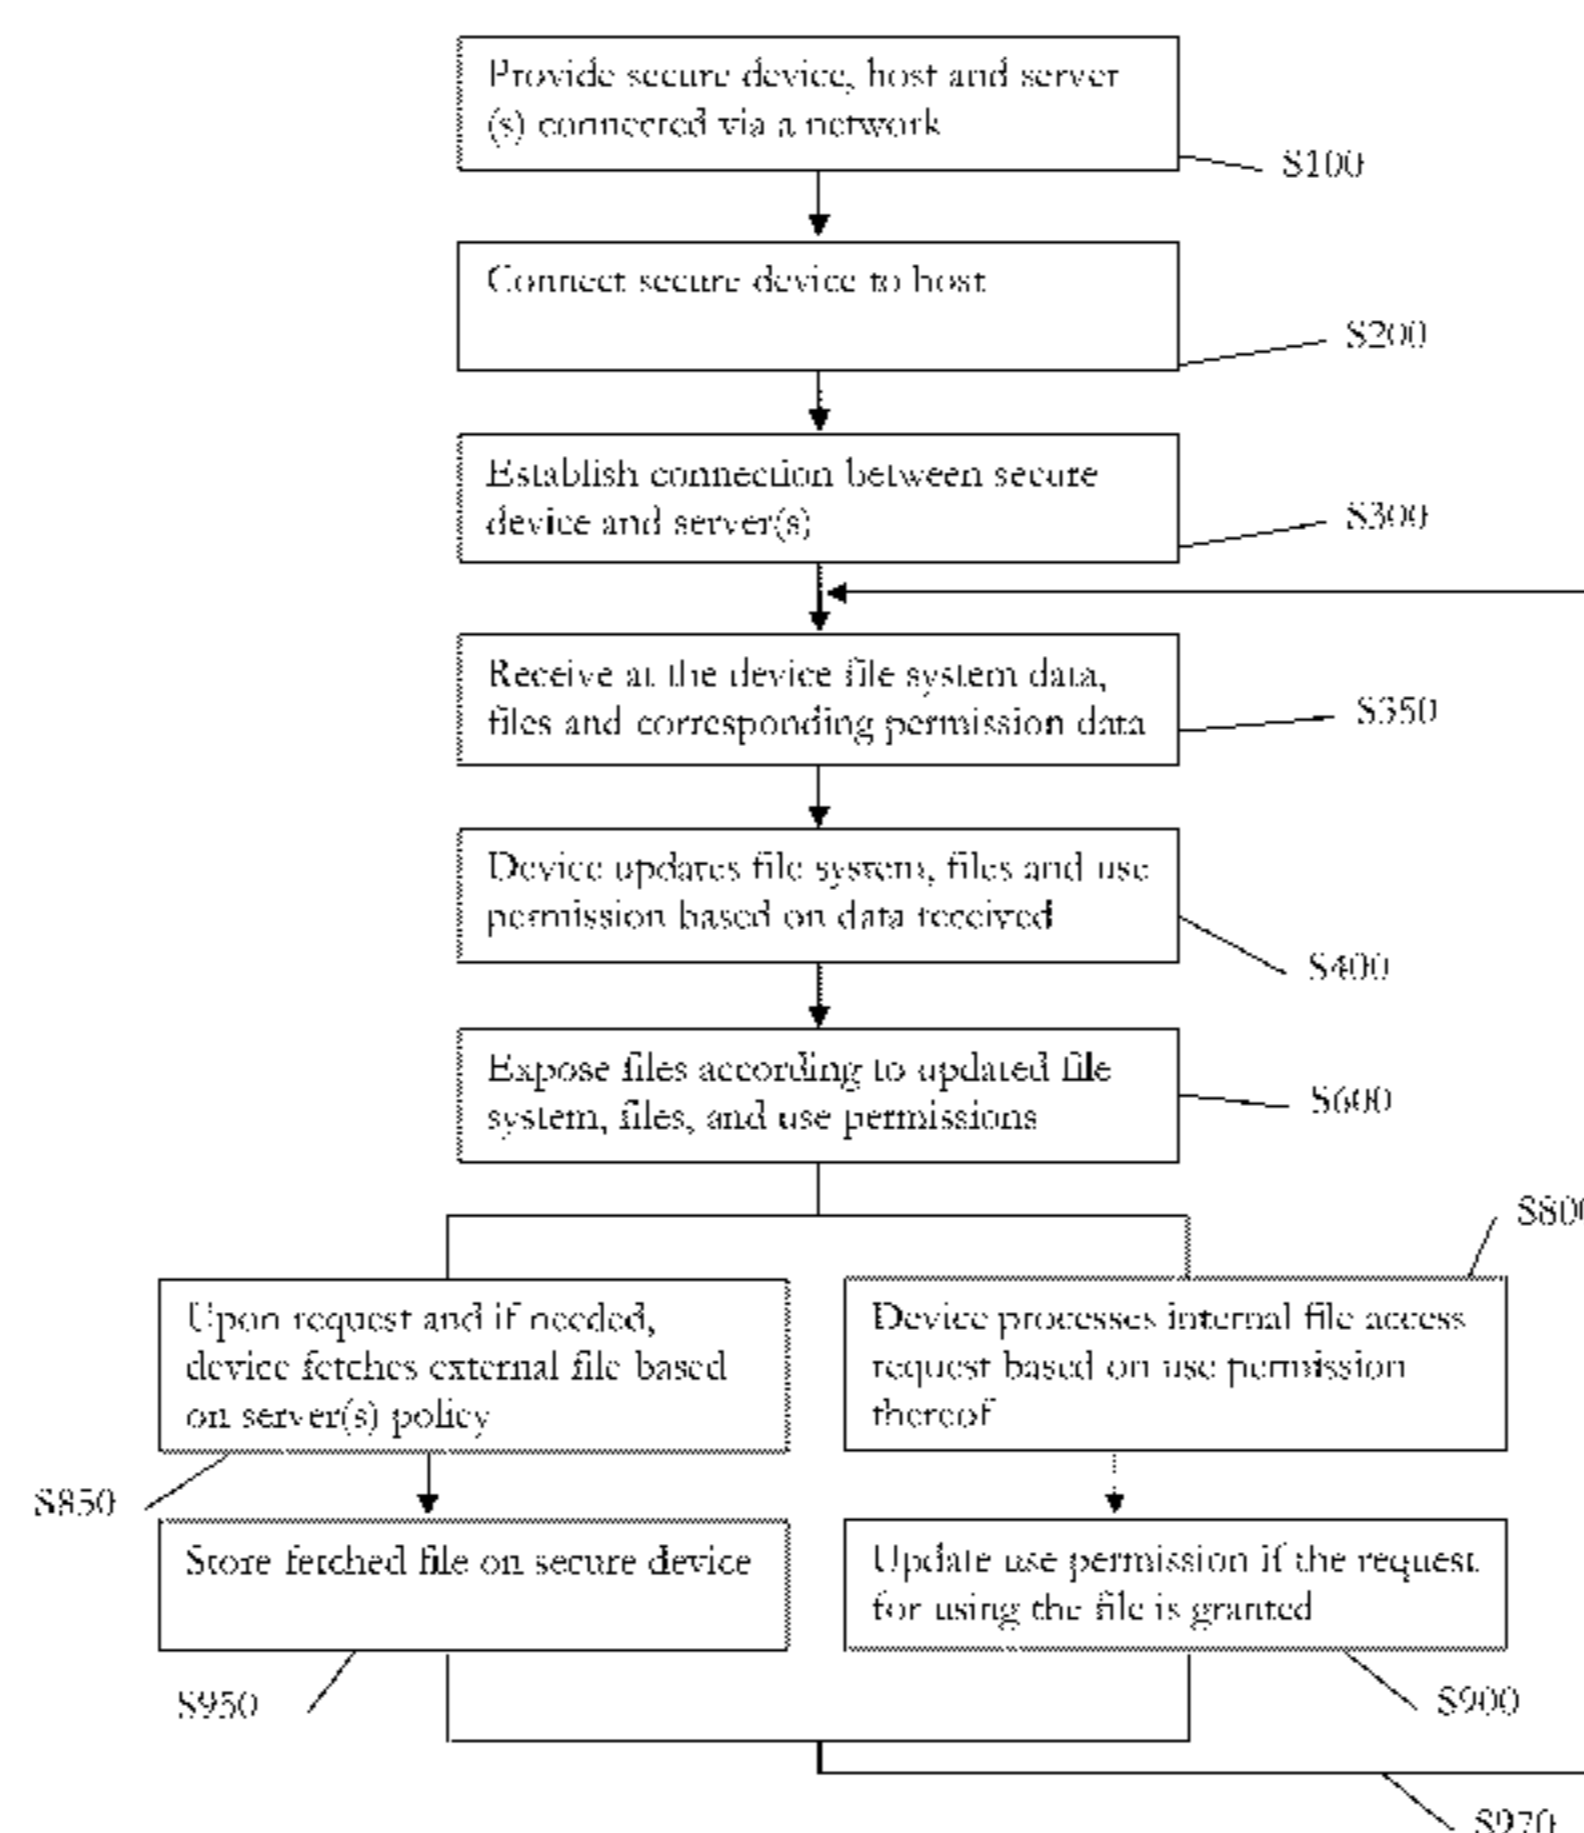 Provide secure device, host and server
(s) connected via a network
S100
Connect secure device to host
S200
Establish connection between secure
device and server(s)
S300
Receive at the device file system data,
files and corresponding permission data
S350
Device updates file system, files and use
permission based on data received
S400
Expose files according to updated file
system, files, and use permissions
S600
S800
Upon request and if needed,
device fetches external file based
on server(s) policy
S850
Device processes internal file access
request based on use permission
thereof
Store fetched file on secure device
S950
Update use permission if the request
for using the file is granted
S900
S970